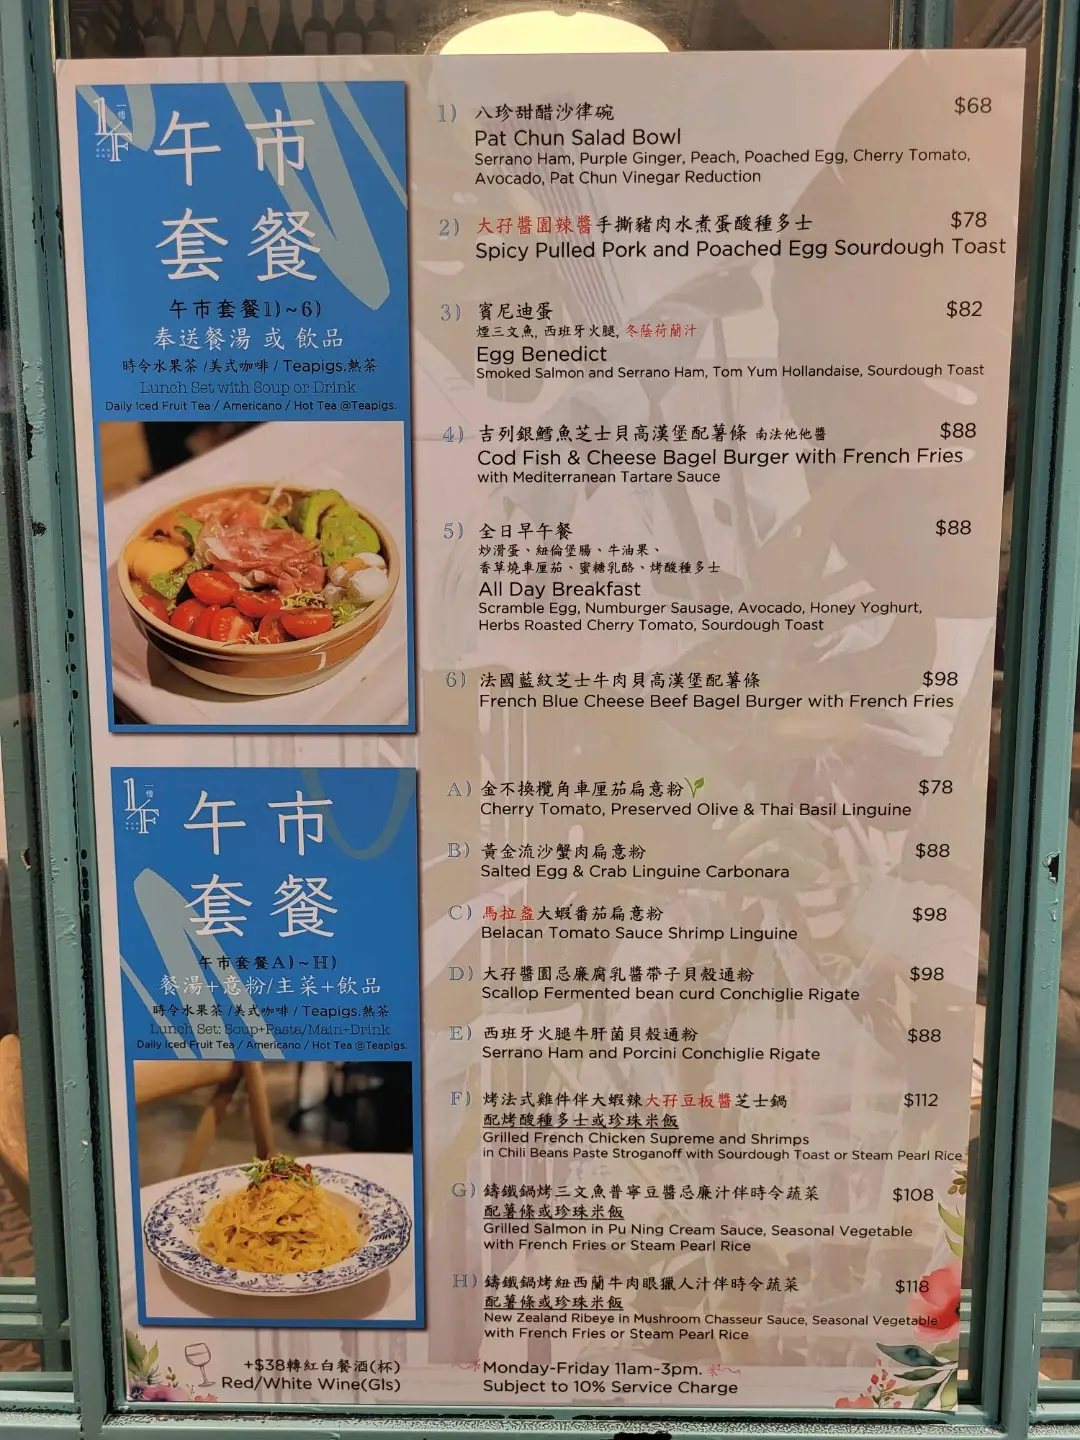 1/F
一樓
午市
套餐
午市套餐1)~6)
奉送餐湯 或 飲品
時令水果茶 /美式咖啡 / Teapigs.熱茶
Lunch Set with Soup or Drink
Daily Iced Fruit Tea / Americano / Hot Tea @Teapigs.
1) 八珍甜醋沙律碗 $68
Pat Chun Salad Bowl
Serrano Ham, Purple Ginger, Peach, Poached Egg, Cherry Tomato,
Avocado, Pat Chun Vinegar Reduction
2) 大孖醬園辣醬手撕豬肉水煮蛋酸種多士 $78
Spicy Pulled Pork and Poached Egg Sourdough Toast
3) 賓尼迪蛋 $82
煙三文魚, 西班牙火腿, 冬蔭荷蘭汁
Egg Benedict
Smoked Salmon and Serrano Ham, Tom Yum Hollandaise, Sourdough Toast
4) 吉列銀鱈魚芝士貝高漢堡配薯條 南法他他醬 $88
Cod Fish & Cheese Bagel Burger with French Fries
with Mediterranean Tartare Sauce
5) 全日早午餐 $88
炒滑蛋、紐倫堡腸、牛油果、
香草燒車厘茄、蜜糖乳酪、烤酸種多士
All Day Breakfast
Scramble Egg, Numburger Sausage, Avocado, Honey Yoghurt,
Herbs Roasted Cherry Tomato, Sourdough Toast
6) 法國藍紋芝士牛肉貝高漢堡配薯條 $98
French Blue Cheese Beef Bagel Burger with French Fries
1/F
一樓
午市
套餐
午市套餐A)~H)
餐湯+意粉/主菜+飲品
時令水果茶 /美式咖啡 / Teapigs.熱茶
Lunch Set: Soup+Pasta/Main+Drink
Daily Iced Fruit Tea / Americano / Hot Tea @Teapigs.
A) 金不換欖角車厘茄扁意粉 $78
Cherry Tomato, Preserved Olive & Thai Basil Linguine
B) 黃金流沙蟹肉扁意粉 $88
Salted Egg & Crab Linguine Carbonara
C) 馬拉盞大蝦番茄扁意粉 $98
Belacan Tomato Sauce Shrimp Linguine
D) 大孖醬園忌廉腐乳醬帶子貝殼通粉 $98
Scallop Fermented bean curd Conchiglie Rigate
E) 西班牙火腿牛肝菌貝殼通粉 $88
Serrano Ham and Porcini Conchiglie Rigate
F) 烤法式雞件伴大蝦辣大孖豆板醬芝士鍋 $112
配烤酸種多士或珍珠米飯
Grilled French Chicken Supreme and Shrimps
in Chili Beans Paste Stroganoff with Sourdough Toast or Steam Pearl Rice
G) 鑄鐵鍋烤三文魚普寧豆醬忌廉汁伴時令蔬菜 $108
配薯條或珍珠米飯
Grilled Salmon in Pu Ning Cream Sauce, Seasonal Vegetable
with French Fries or Steam Pearl Rice
H) 鑄鐵鍋烤紐西蘭牛肉眼獵人汁伴時令蔬菜 $118
配薯條或珍珠米飯
New Zealand Ribeye in Mushroom Chasseur Sauce, Seasonal Vegetable
with French Fries or Steam Pearl Rice
+$38轉紅白餐酒(杯)
Red/White Wine(Gls)
Monday-Friday 11am-3pm.
Subject to 10% Service Charge